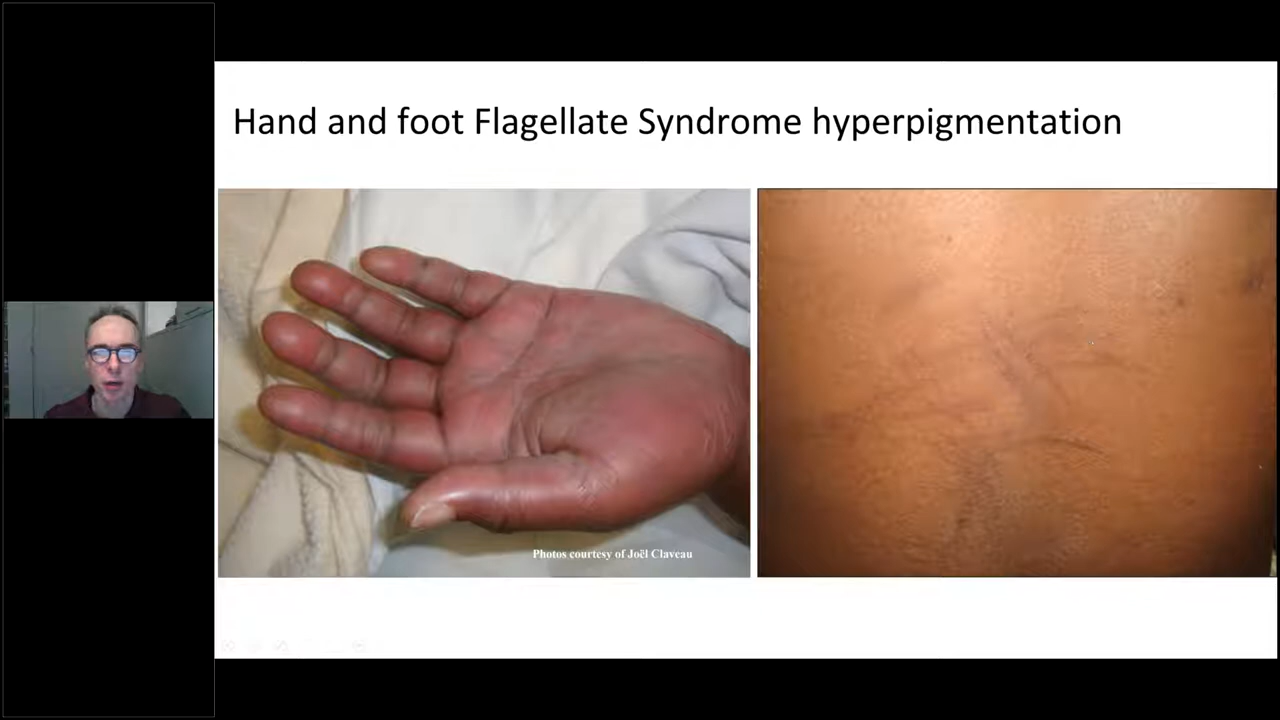 Hand and foot Flagellate Syndrome hyperpigmentation
Photos courtesy of Joël Claveau